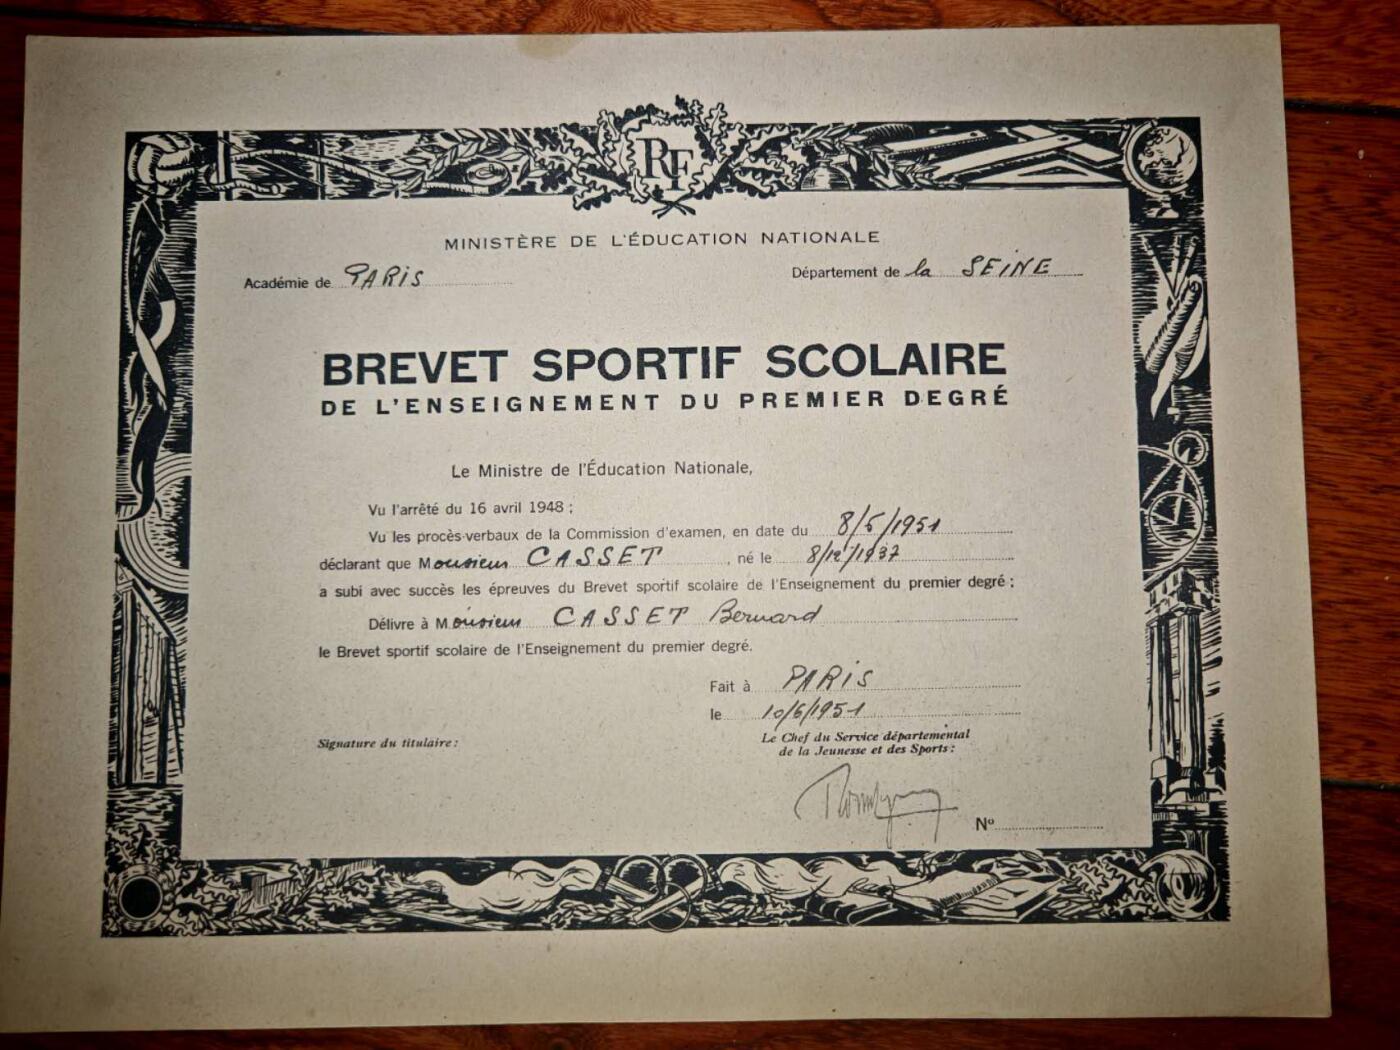 RF
MINISTÈRE DE L'ÉDUCATION NATIONALE
Académie de PARIS
Département de la SEINE
BREVET SPORTIF SCOLAIRE
DE L'ENSEIGNEMENT DU PREMIER DEGRÉ
Le Ministre de l'Éducation Nationale,
Vu l'arrêté du 16 avril 1948 ;
Vu les procès-verbaux de la Commission d'examen, en date du 8/5/1951
déclarant que Monsieur CASSET, né le 8/12/1937
a subi avec succès les épreuves du Brevet sportif scolaire de l'Enseignement du premier degré ;
Délivre à Monsieur CASSET Bernard
le Brevet sportif scolaire de l'Enseignement du premier degré.
Fait à PARIS
le 10/6/1951
Signature du titulaire :
Le Chef du Service départemental
de la Jeunesse et des Sports :
Nº